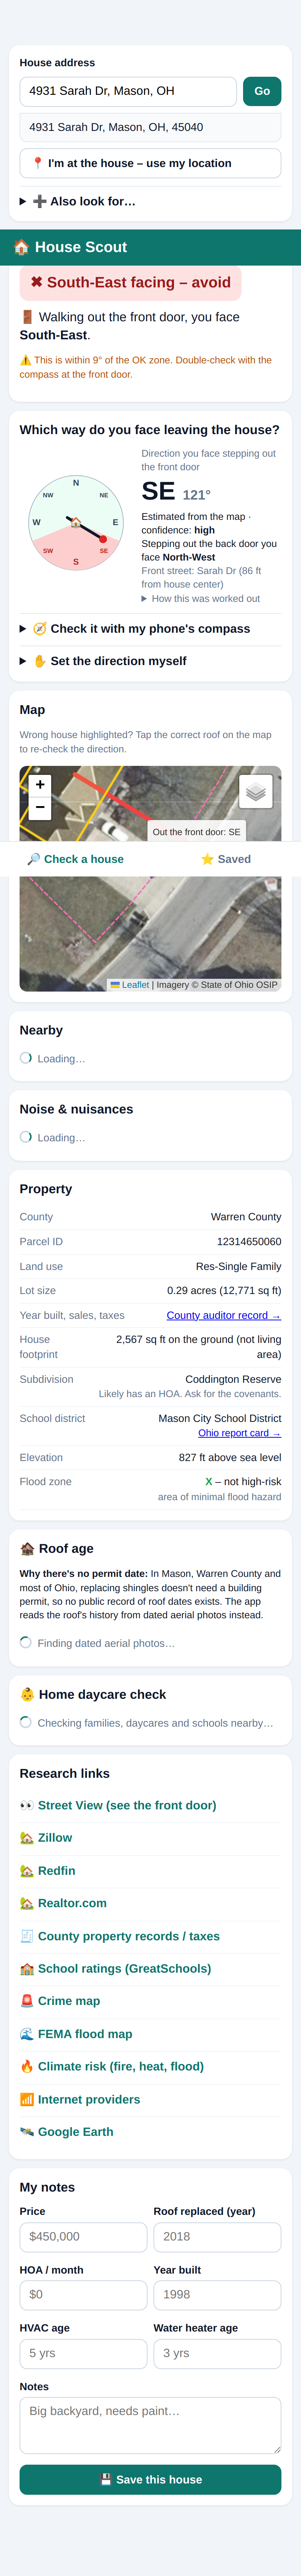 House address
4931 Sarah Dr, Mason, OH
Go
4931 Sarah Dr, Mason, OH, 45040
📍 I'm at the house – use my location
▶ ➕ Also look for…
🏠 House Scout
✖ South-East facing – avoid
🚪 Walking out the front door, you face
South-East.
⚠️ This is within 9° of the OK zone. Double-check with the
compass at the front door.
Which way do you face leaving the house?
N
NW
NE
W
E
SW
SE
S
Direction you face stepping out
the front door
SE 121°
Estimated from the map ·
confidence: high
Stepping out the back door you
face North-West
Front street: Sarah Dr (86 ft
from house center)
▶ How this was worked out
▶ 🧭 Check it with my phone's compass
▶ ✋ Set the direction myself
Map
Wrong house highlighted? Tap the correct roof on the map
to re-check the direction.
+
−
Out the front door: SE
🔎 Check a house
⭐ Saved
Leaflet | Imagery © State of Ohio OSIP
Nearby
Loading…
Noise & nuisances
Loading…
Property
County Warren County
Parcel ID 12314650060
Land use Res-Single Family
Lot size 0.29 acres (12,771 sq ft)
Year built, sales, taxes County auditor record →
House 2,567 sq ft on the ground (not living
footprint area)
Subdivision Coddington Reserve
Likely has an HOA. Ask for the covenants.
School district Mason City School District
Ohio report card →
Elevation 827 ft above sea level
Flood zone X – not high-risk
area of minimal flood hazard
🏚️ Roof age
Why there's no permit date: In Mason, Warren County and
most of Ohio, replacing shingles doesn't need a building
permit, so no public record of roof dates exists. The app
reads the roof's history from dated aerial photos instead.
Finding dated aerial photos…
👶 Home daycare check
Checking families, daycares and schools nearby…
Research links
👀 Street View (see the front door)
🏡 Zillow
🏡 Redfin
🏡 Realtor.com
🧾 County property records / taxes
🏫 School ratings (GreatSchools)
🚨 Crime map
🌊 FEMA flood map
🔥 Climate risk (fire, heat, flood)
📶 Internet providers
🛰️ Google Earth
My notes
Price
Roof replaced (year)
$450,000
2018
HOA / month
Year built
$0
1998
HVAC age
Water heater age
5 yrs
3 yrs
Notes
Big backyard, needs paint…
💾 Save this house